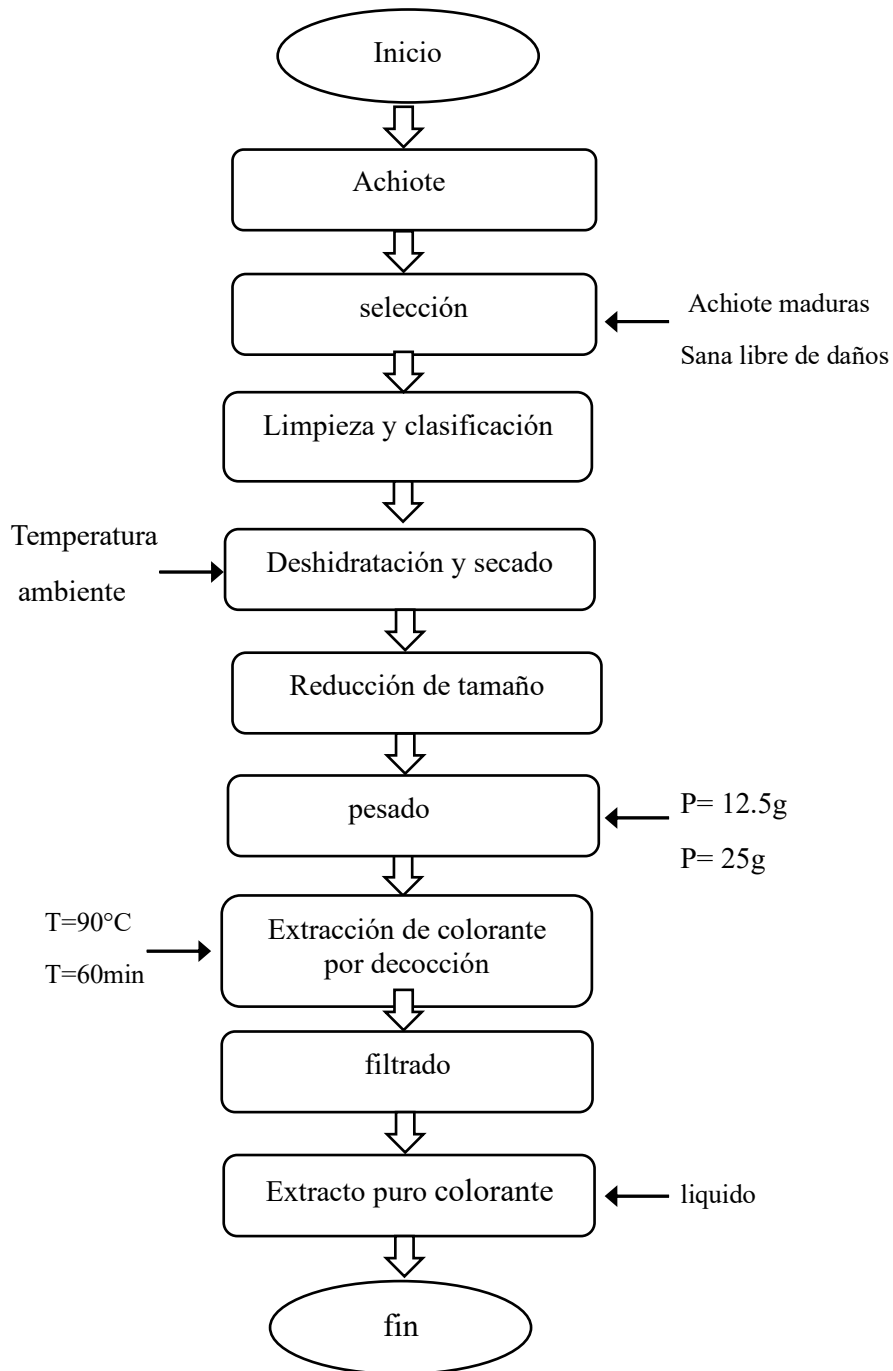 Inicio
Achiote
selección
Achiote maduras
Sana libre de daños
Limpieza y clasificación
Temperatura
ambiente
Deshidratación y secado
Reducción de tamaño
pesado
P= 12.5g
P= 25g
T=90°C
T=60min
Extracción de colorante
por decocción
filtrado
Extracto puro colorante
liquido
fin